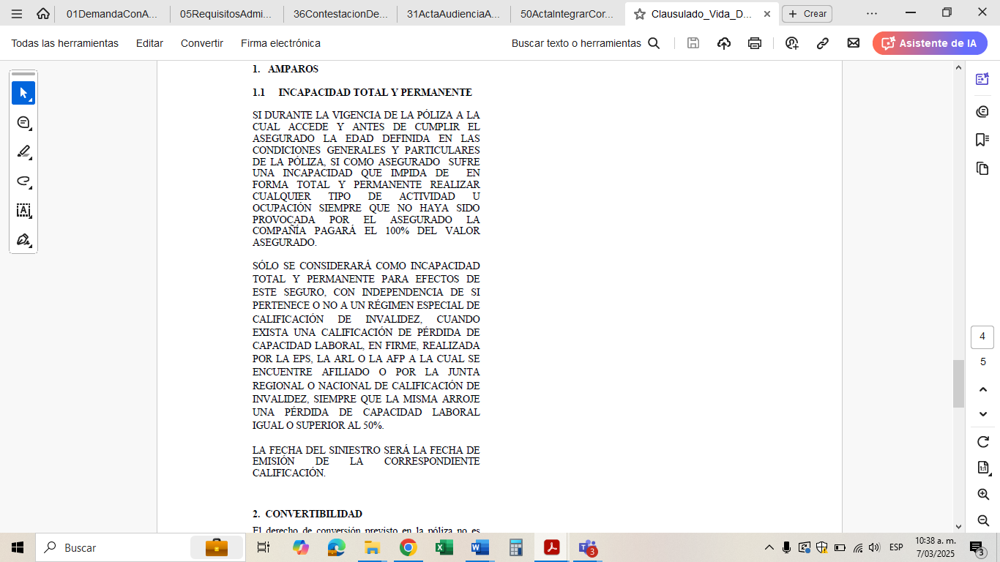 01DemandaConA...
05RequisitosAdmi...
36ContestacionDe...
31ActaAudienciaA...
50ActaIntegrarCor...
Clausulado_Vida_D...
Crear
Todas las herramientas
Editar
Convertir
Firma electrónica
Buscar texto o herramientas
Asistente de IA
1. AMPAROS
1.1 INCAPACIDAD TOTAL Y PERMANENTE
SI DURANTE LA VIGENCIA DE LA PÓLIZA A LA
CUAL ACCEDE Y ANTES DE CUMPLIR EL
ASEGURADO LA EDAD DEFINIDA EN LAS
CONDICIONES GENERALES Y PARTICULARES
DE LA PÓLIZA, SI COMO ASEGURADO SUFRE
UNA INCAPACIDAD QUE IMPIDA DE EN
FORMA TOTAL Y PERMANENTE REALIZAR
CUALQUIER TIPO DE ACTIVIDAD U
OCUPACIÓN SIEMPRE QUE NO HAYA SIDO
PROVOCADA POR EL ASEGURADO LA
COMPAÑÍA PAGARÁ EL 100% DEL VALOR
ASEGURADO.
SÓLO SE CONSIDERARÁ COMO INCAPACIDAD
TOTAL Y PERMANENTE PARA EFECTOS DE
ESTE SEGURO, CON INDEPENDENCIA DE SI
PERTENECE O NO A UN RÉGIMEN ESPECIAL DE
CALIFICACIÓN DE INVALIDEZ, CUANDO
EXISTA UNA CALIFICACIÓN DE PÉRDIDA DE
CAPACIDAD LABORAL, EN FIRME, REALIZADA
POR LA EPS, LA ARL O LA AFP A LA CUAL SE
ENCUENTRE AFILIADO O POR LA JUNTA
REGIONAL O NACIONAL DE CALIFICACIÓN DE
INVALIDEZ, SIEMPRE QUE LA MISMA ARROJE
UNA PÉRDIDA DE CAPACIDAD LABORAL
IGUAL O SUPERIOR AL 50%.
LA FECHA DEL SINIESTRO SERÁ LA FECHA DE
EMISIÓN DE LA CORRESPONDIENTE
CALIFICACIÓN.
2. CONVERTIBILIDAD
El derecho de conversión previsto en la póliza no es
4
5
1:1
Buscar
3
ESP
10:38 a. m.
7/03/2025
3